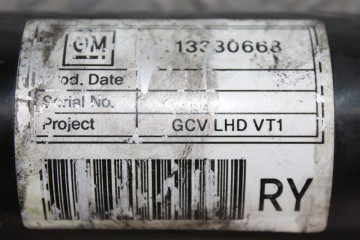 GM 13330668
Prod. Date
Serial No.
Project GCV LHD VT1
RY